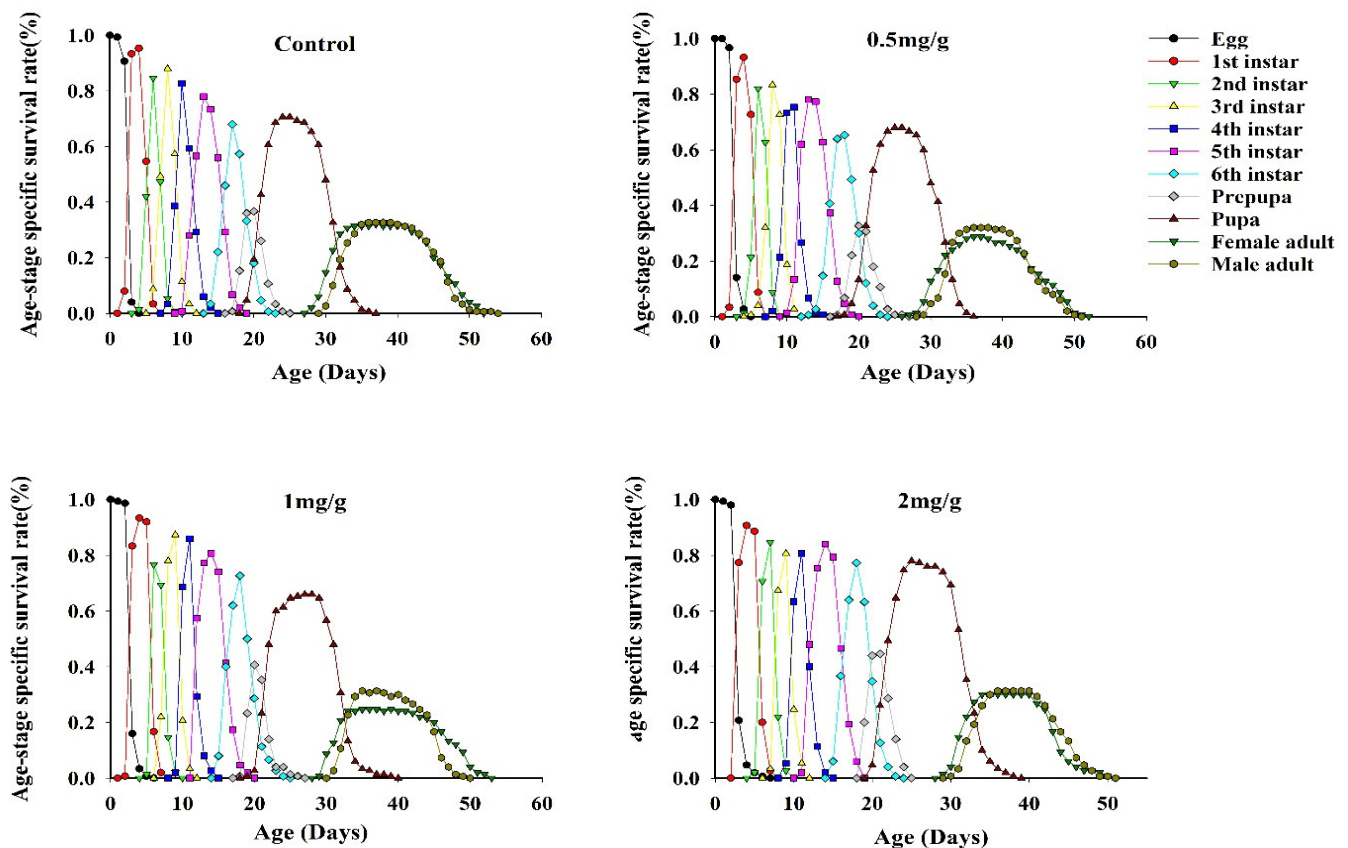 Control
Age-stage specific survival rate(%)
1.0
0.8
0.6
0.4
0.2
0.0
0 10 20 30 40 50 60
Age (Days)
0.5mg/g
Age-stage specific survival rate(%)
1.0
0.8
0.6
0.4
0.2
0.0
0 10 20 30 40 50 60
Age (Days)
Egg
1st instar
2nd instar
3rd instar
4th instar
5th instar
6th instar
Prepupa
Pupa
Female adult
Male adult
1mg/g
Age-stage specific survival rate(%)
1.0
0.8
0.6
0.4
0.2
0.0
0 10 20 30 40 50 60
Age (Days)
2mg/g
age specific survival rate(%)
1.0
0.8
0.6
0.4
0.2
0.0
0 10 20 30 40 50 60
Age (Days)